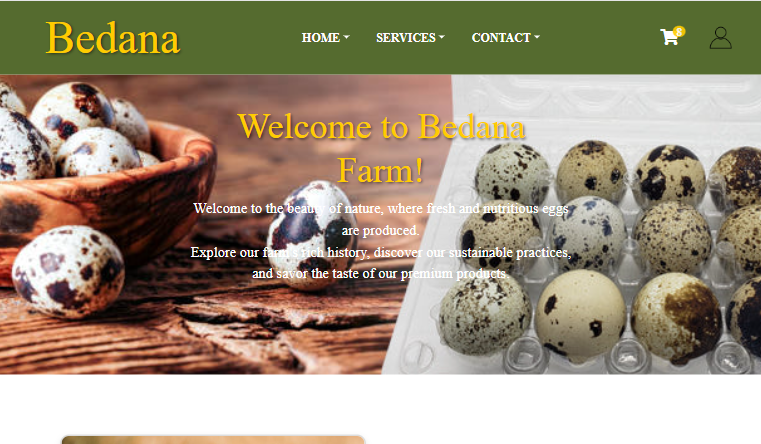 Bedana
HOME
SERVICES
CONTACT
8
Welcome to Bedana
Farm!
Welcome to the beauty of nature, where fresh and nutritious eggs
are produced.
Explore our farm's rich history, discover our sustainable practices,
and savor the taste of our premium products.